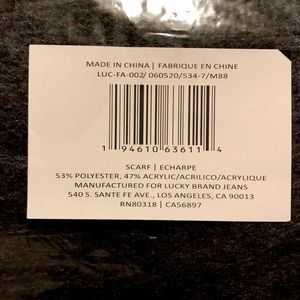 MADE IN CHINA | FABRIQUE EN CHINE
LUC-FA-002/ 060520/534-7/M88
1 94610 63611 4
SCARF | ECHARPE
53% POLYESTER, 47% ACRYLIC/ACRILICO/ACRYLIQUE
MANUFACTURED FOR LUCKY BRAND JEANS
540 S. SANTE FE AVE., LOS ANGELES, CA 90013
RN80318 | CA56897